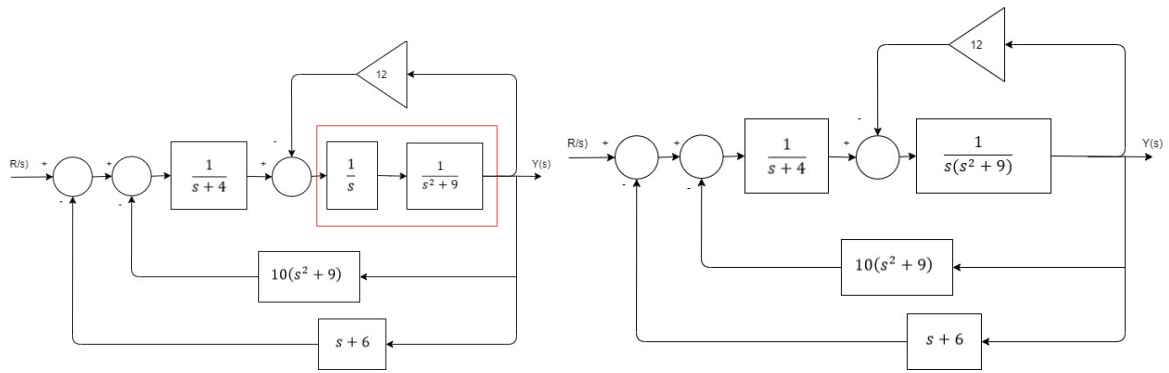 12
-
R/s)
+
+
+
Y(s)
1
s + 4
1
s
1
s² + 9
-
-
10(s² + 9)
s + 6
12
-
R/s)
+
+
+
Y(s)
1
s + 4
1
s(s² + 9)
-
-
10(s² + 9)
s + 6